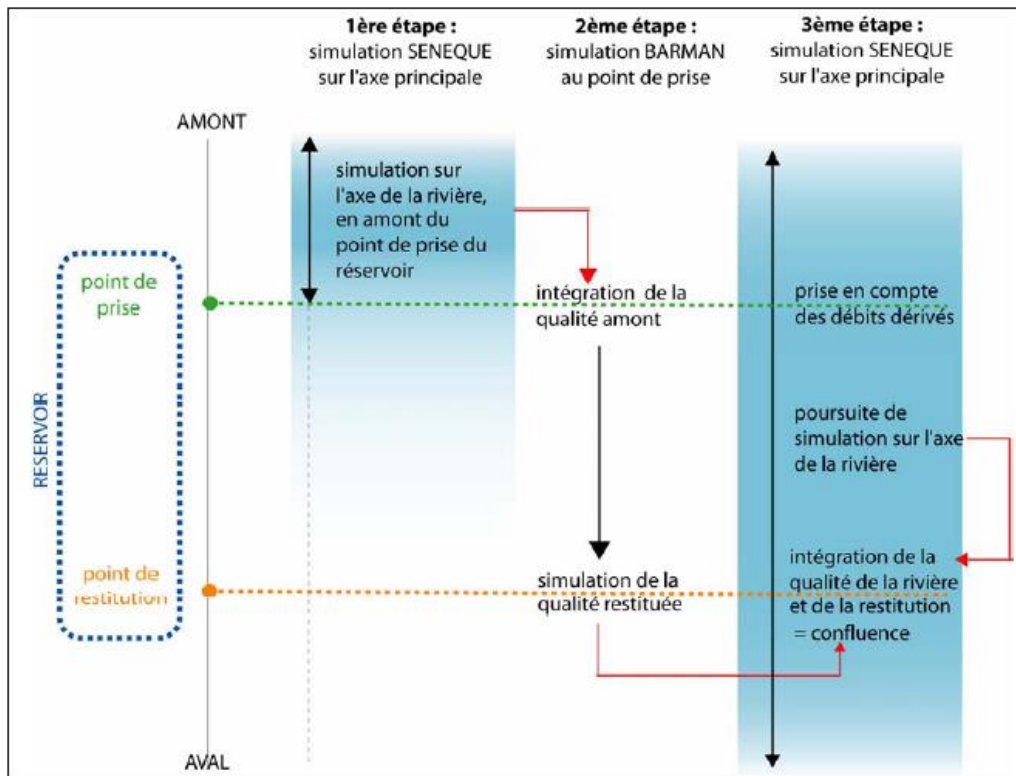 1ère étape :
simulation SENEQUE
sur l'axe principale
2ème étape :
simulation BARMAN
au point de prise
3ème étape :
simulation SENEQUE
sur l'axe principale
AMONT
simulation sur
l'axe de la rivière,
en amont du
point de prise du
réservoir
point de
prise
intégration de la
qualité amont
prise en compte
des débits dérivés
poursuite de
simulation sur l'axe
de la rivière
RESERVOIR
point de
restitution
simulation de la
qualité restituée
intégration de la
qualité de la rivière
et de la restitution
= confluence
AVAL